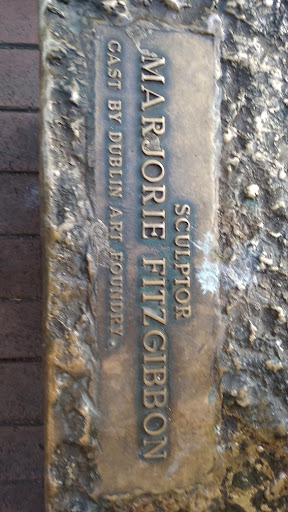 SCULPTOR
MARJORIE FITZGIBBON
CAST BY DUBLIN ART FOUNDRY.